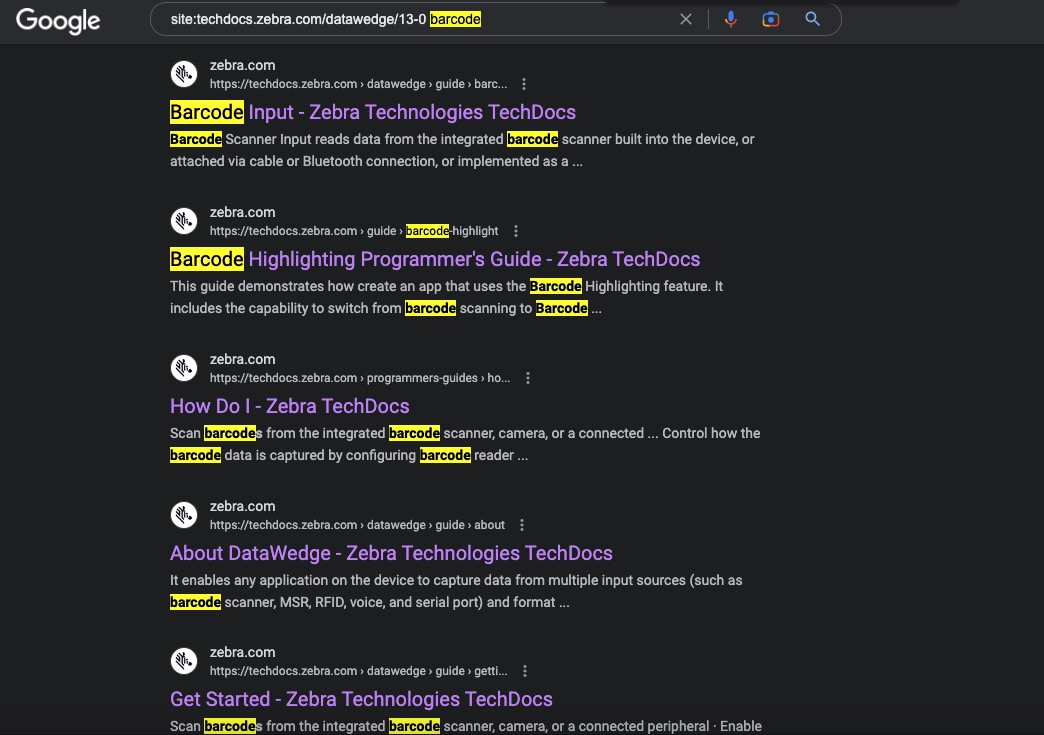 Google
site:techdocs.zebra.com/datawedge/13-0 barcode
zebra.com
https://techdocs.zebra.com › datawedge › guide › barc...
Barcode Input - Zebra Technologies TechDocs
Barcode Scanner Input reads data from the integrated barcode scanner built into the device, or
attached via cable or Bluetooth connection, or implemented as a ...
zebra.com
https://techdocs.zebra.com › guide › barcode-highlight
Barcode Highlighting Programmer's Guide - Zebra TechDocs
This guide demonstrates how create an app that uses the Barcode Highlighting feature. It
includes the capability to switch from barcode scanning to Barcode ...
zebra.com
https://techdocs.zebra.com › programmers-guides › ho...
How Do I - Zebra TechDocs
Scan barcodes from the integrated barcode scanner, camera, or a connected ... Control how the
barcode data is captured by configuring barcode reader ...
zebra.com
https://techdocs.zebra.com › datawedge › guide › about
About DataWedge - Zebra Technologies TechDocs
It enables any application on the device to capture data from multiple input sources (such as
barcode scanner, MSR, RFID, voice, and serial port) and format ...
zebra.com
https://techdocs.zebra.com › datawedge › guide › getti...
Get Started - Zebra Technologies TechDocs
Scan barcodes from the integrated barcode scanner, camera, or a connected peripheral · Enable